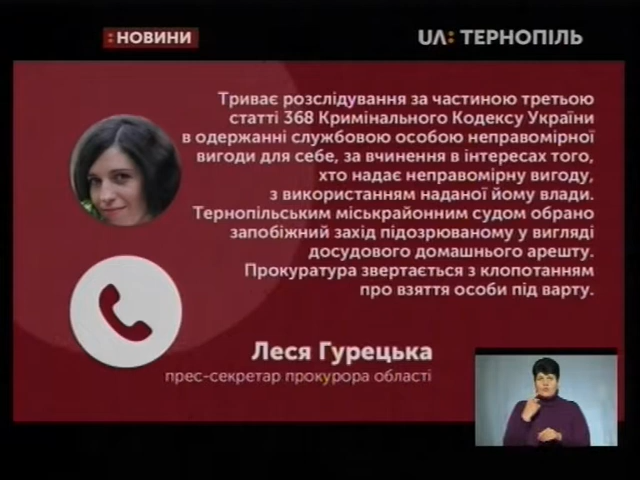 :НОВИНИ
UA: ТЕРНОПІЛЬ
Триває розслідування за частиною третьою
статті 368 Кримінального Кодексу України
в одержанні службовою особою неправомірної
вигоди для себе, за вчинення в інтересах того,
хто надає неправомірну вигоду,
з використанням наданої йому влади.
Тернопільським міськрайонним судом обрано
запобіжний захід підозрюваному у вигляді
досудового домашнього арешту.
Прокуратура звертається з клопотанням
про взяття особи під варту.
Леся Гурецька
прес-секретар прокурора області